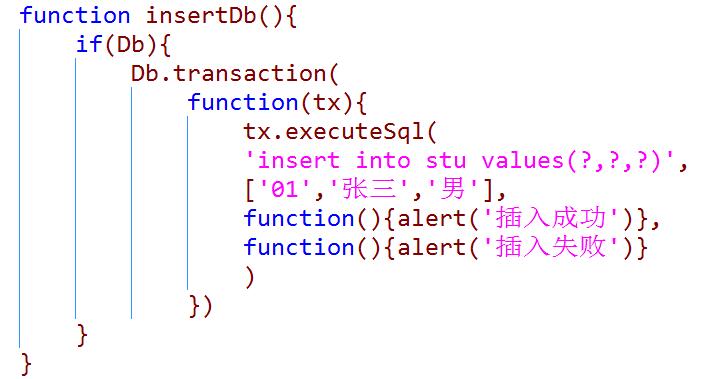 function insertDb(){
    if(Db){
        Db.transaction(
            function(tx){
                tx.executeSql(
                'insert into stu values(?,?,?)',
                ['01','张三','男'],
                function(){alert('插入成功')},
                function(){alert('插入失败')}
                )
            })
    }
}